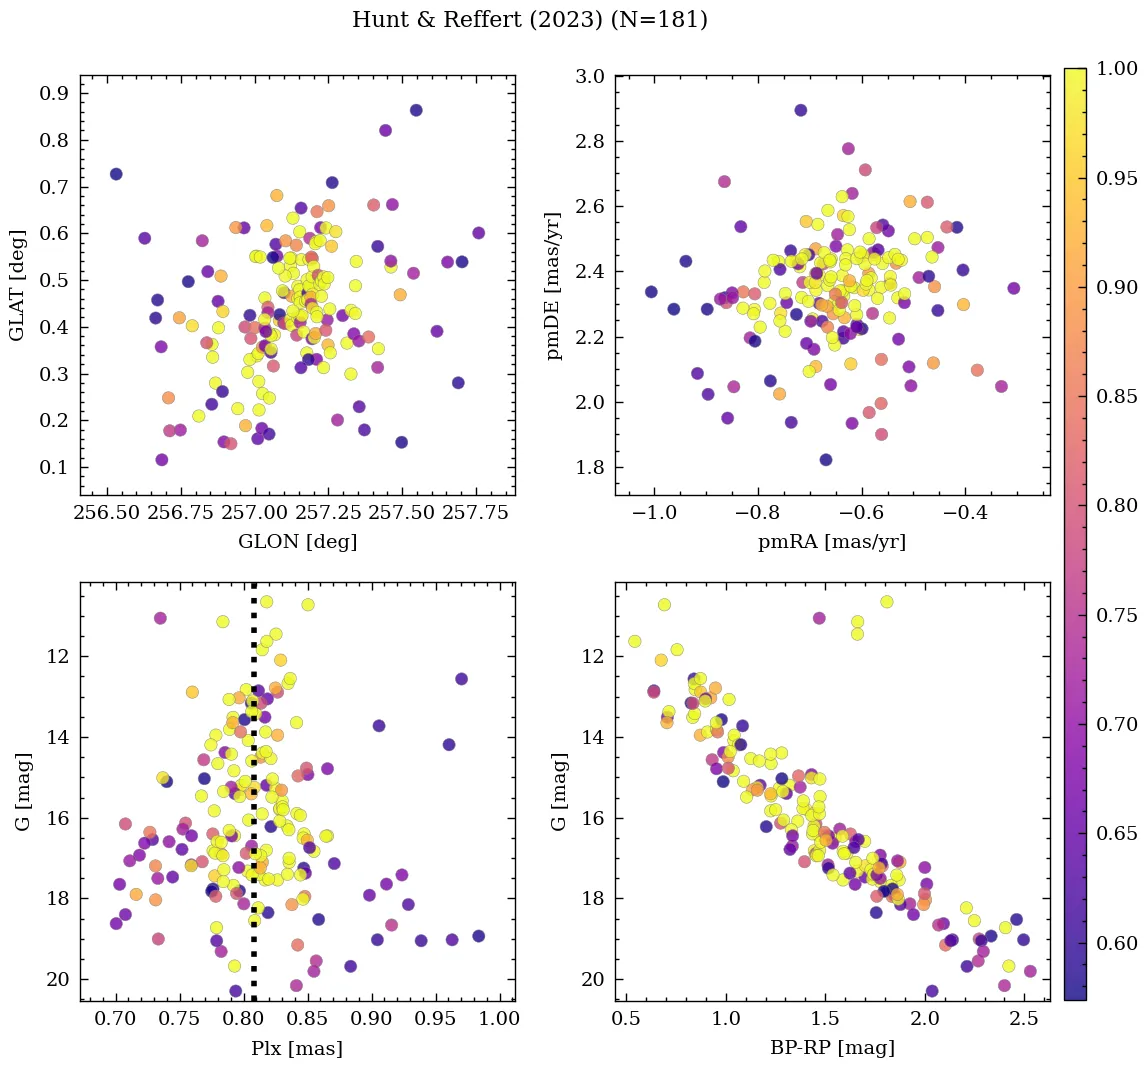 Hunt & Reffert (2023) (N=181)
0.9
0.8
0.7
0.6
0.5
0.4
0.3
0.2
0.1
GLAT [deg]
256.50 256.75 257.00 257.25 257.50 257.75
GLON [deg]
3.0
2.8
2.6
2.4
2.2
2.0
1.8
pmDE [mas/yr]
−1.0 −0.8 −0.6 −0.4
pmRA [mas/yr]
12
14
16
18
20
G [mag]
0.70 0.75 0.80 0.85 0.90 0.95 1.00
Plx [mas]
12
14
16
18
20
G [mag]
0.5 1.0 1.5 2.0 2.5
BP-RP [mag]
1.00
0.95
0.90
0.85
0.80
0.75
0.70
0.65
0.60